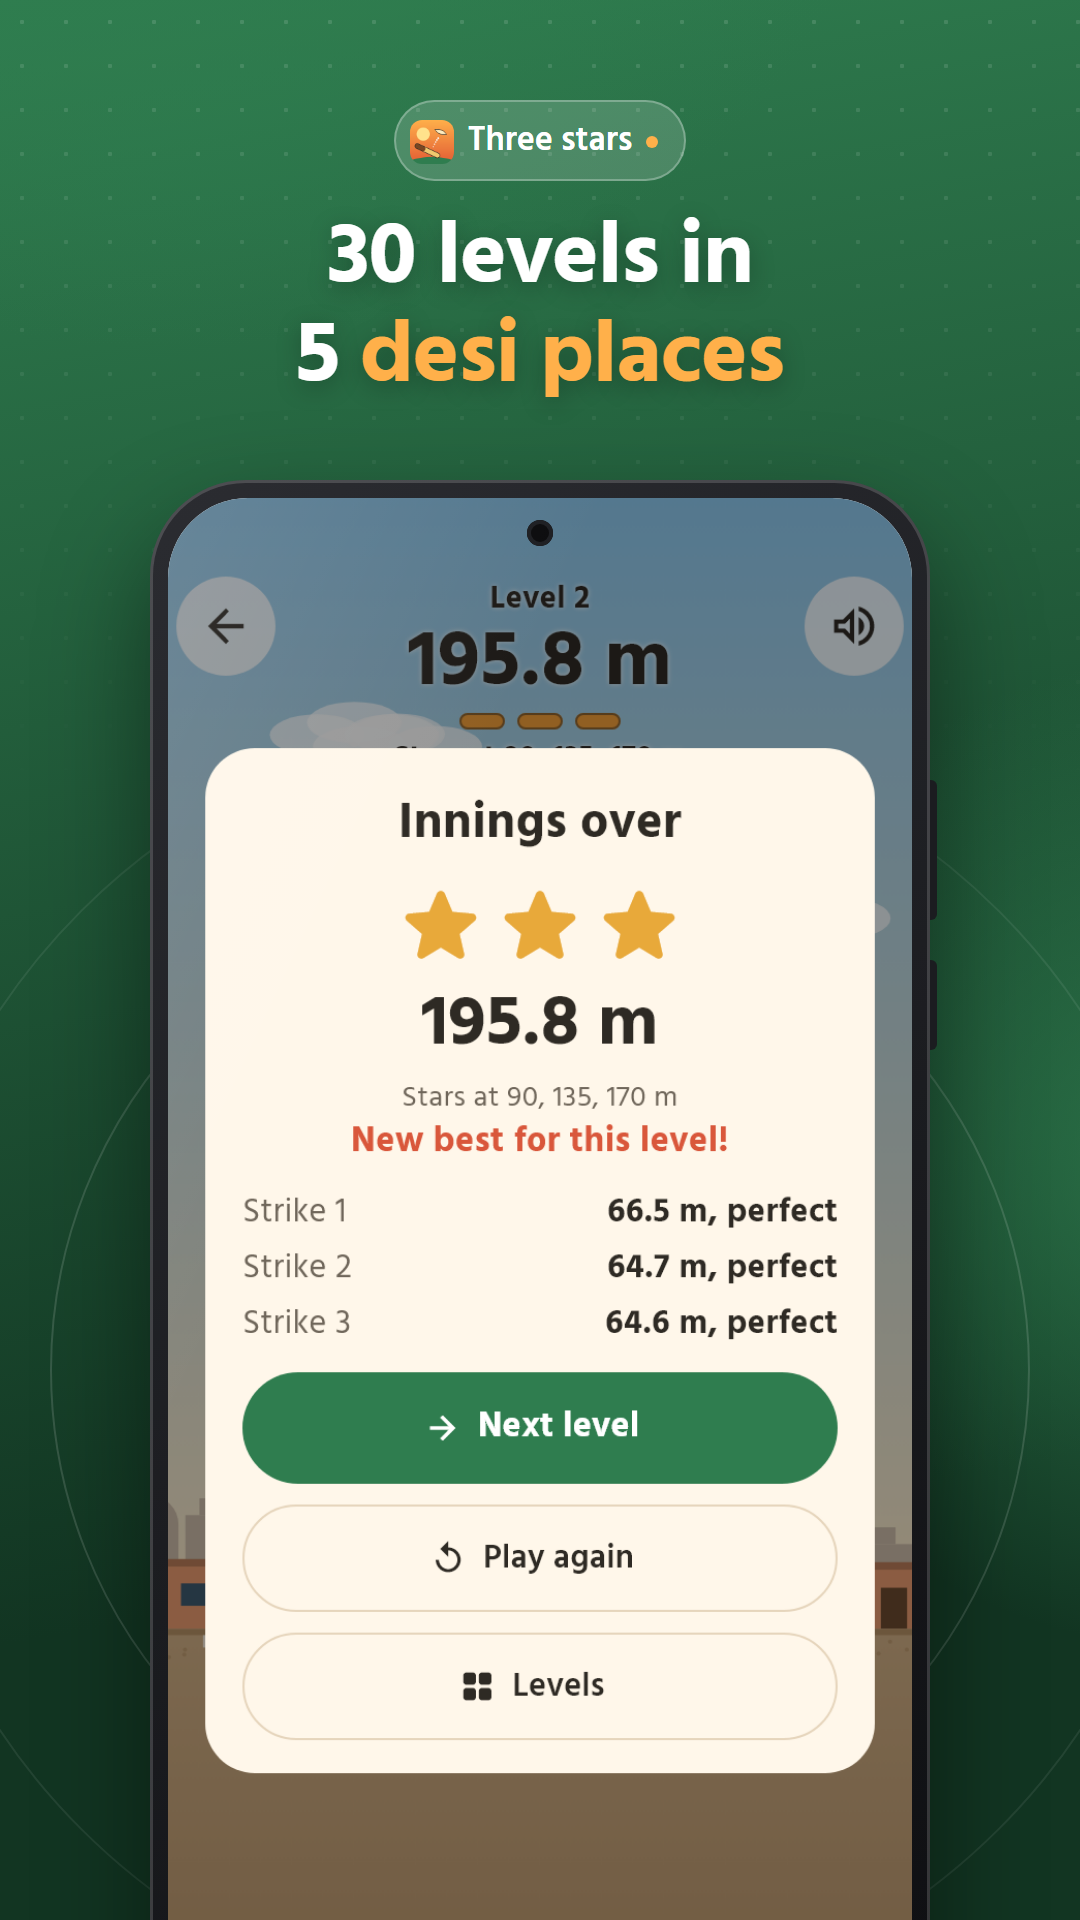 Three stars
30 levels in
5 desi places
Level 2
195.8 m
Innings over
195.8 m
Stars at 90, 135, 170 m
New best for this level!
Strike 1 66.5 m, perfect
Strike 2 64.7 m, perfect
Strike 3 64.6 m, perfect
Next level
Play again
Levels